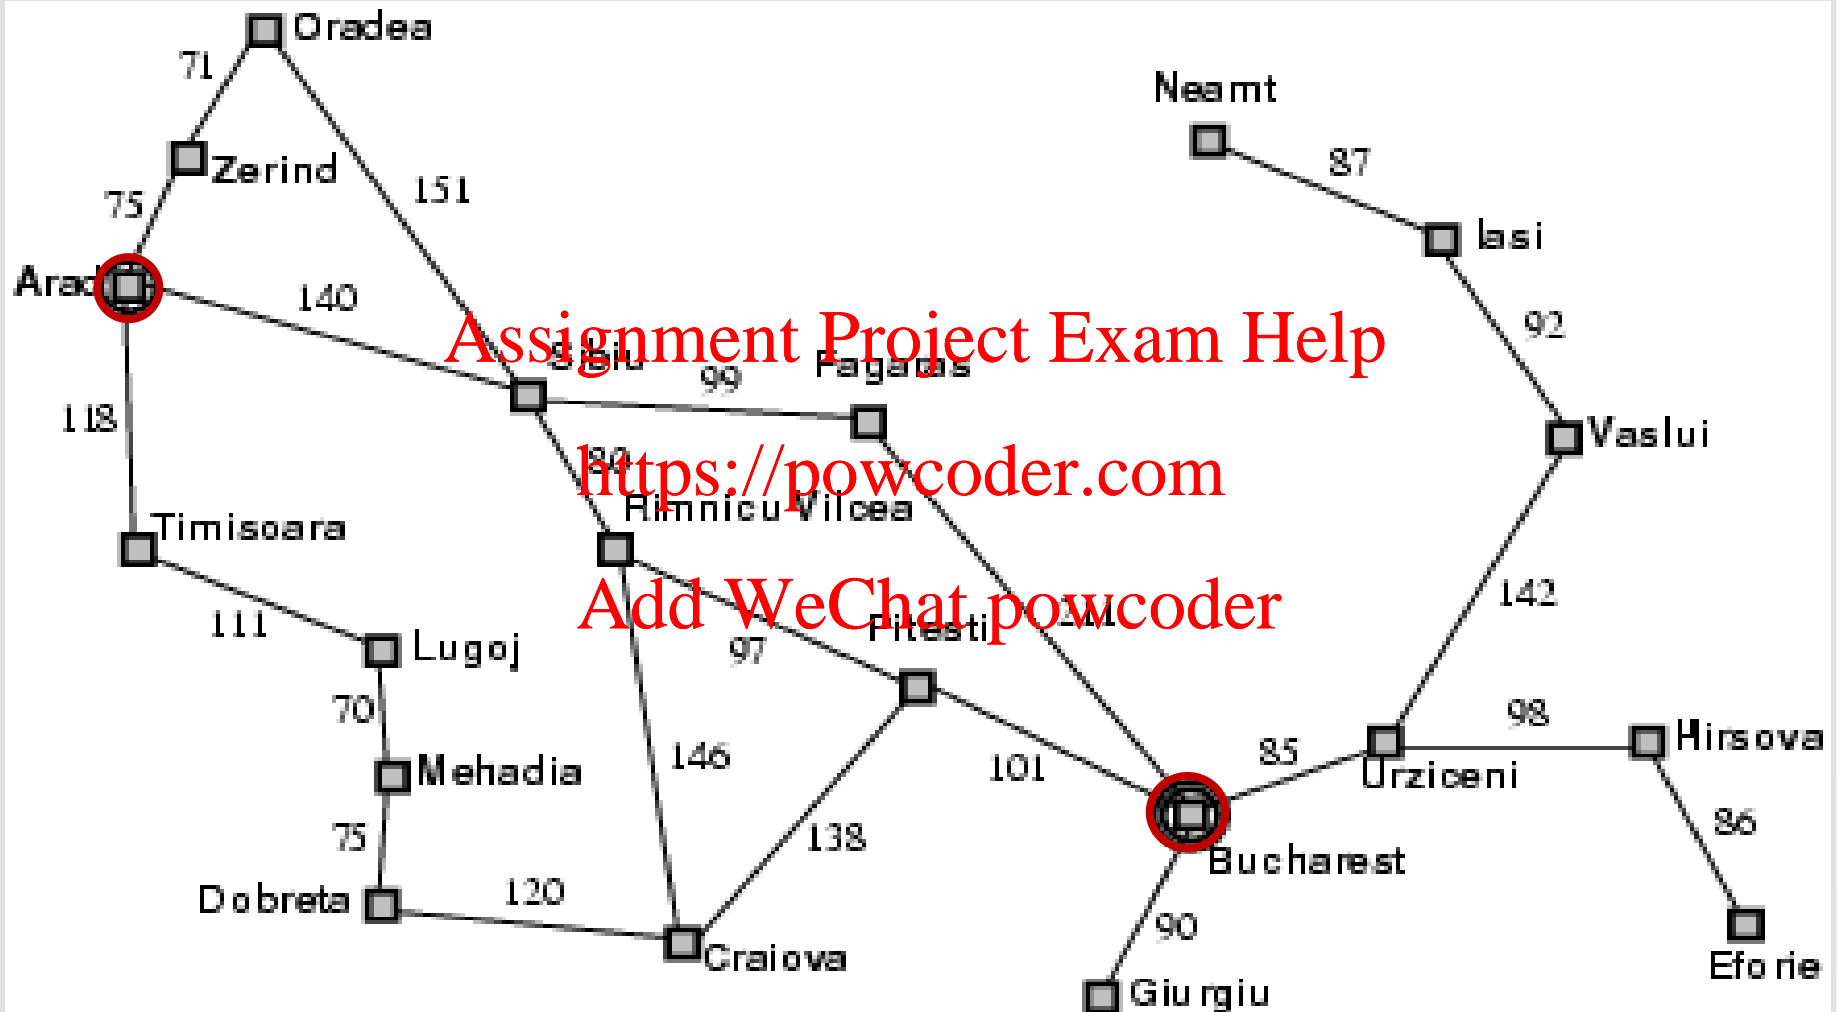 Oradea
71
Neamt
87
Zerind
151
75
Iasi
Arad
140
92
Assignment Project Exam Help
Sibiu
99
Fagaras
118
Vaslui
80
https://powcoder.com
Rimnicu Vilcea
Timisoara
142
Add WeChat powcoder
211
111
Pitesti
Lugoj
97
70
98
Hirsova
146
101
85
Mehadia
Urziceni
75
138
86
Bucharest
Dobreta
120
90
Craiova
Eforie
Giurgiu